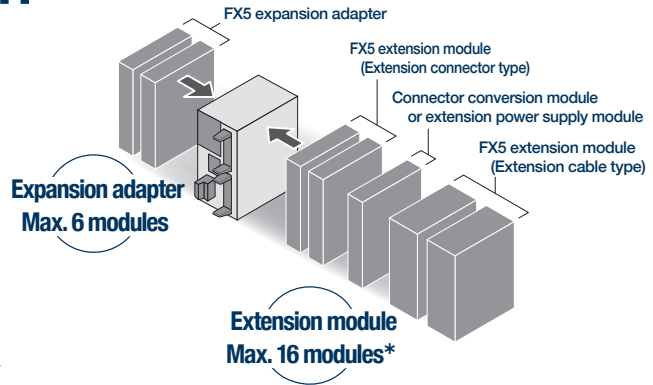 FX5 expansion adapter
FX5 extension module
(Extension connector type)
Connector conversion module
or extension power supply module
FX5 extension module
(Extension cable type)
Expansion adapter
Max. 6 modules
Extension module
Max. 16 modules*